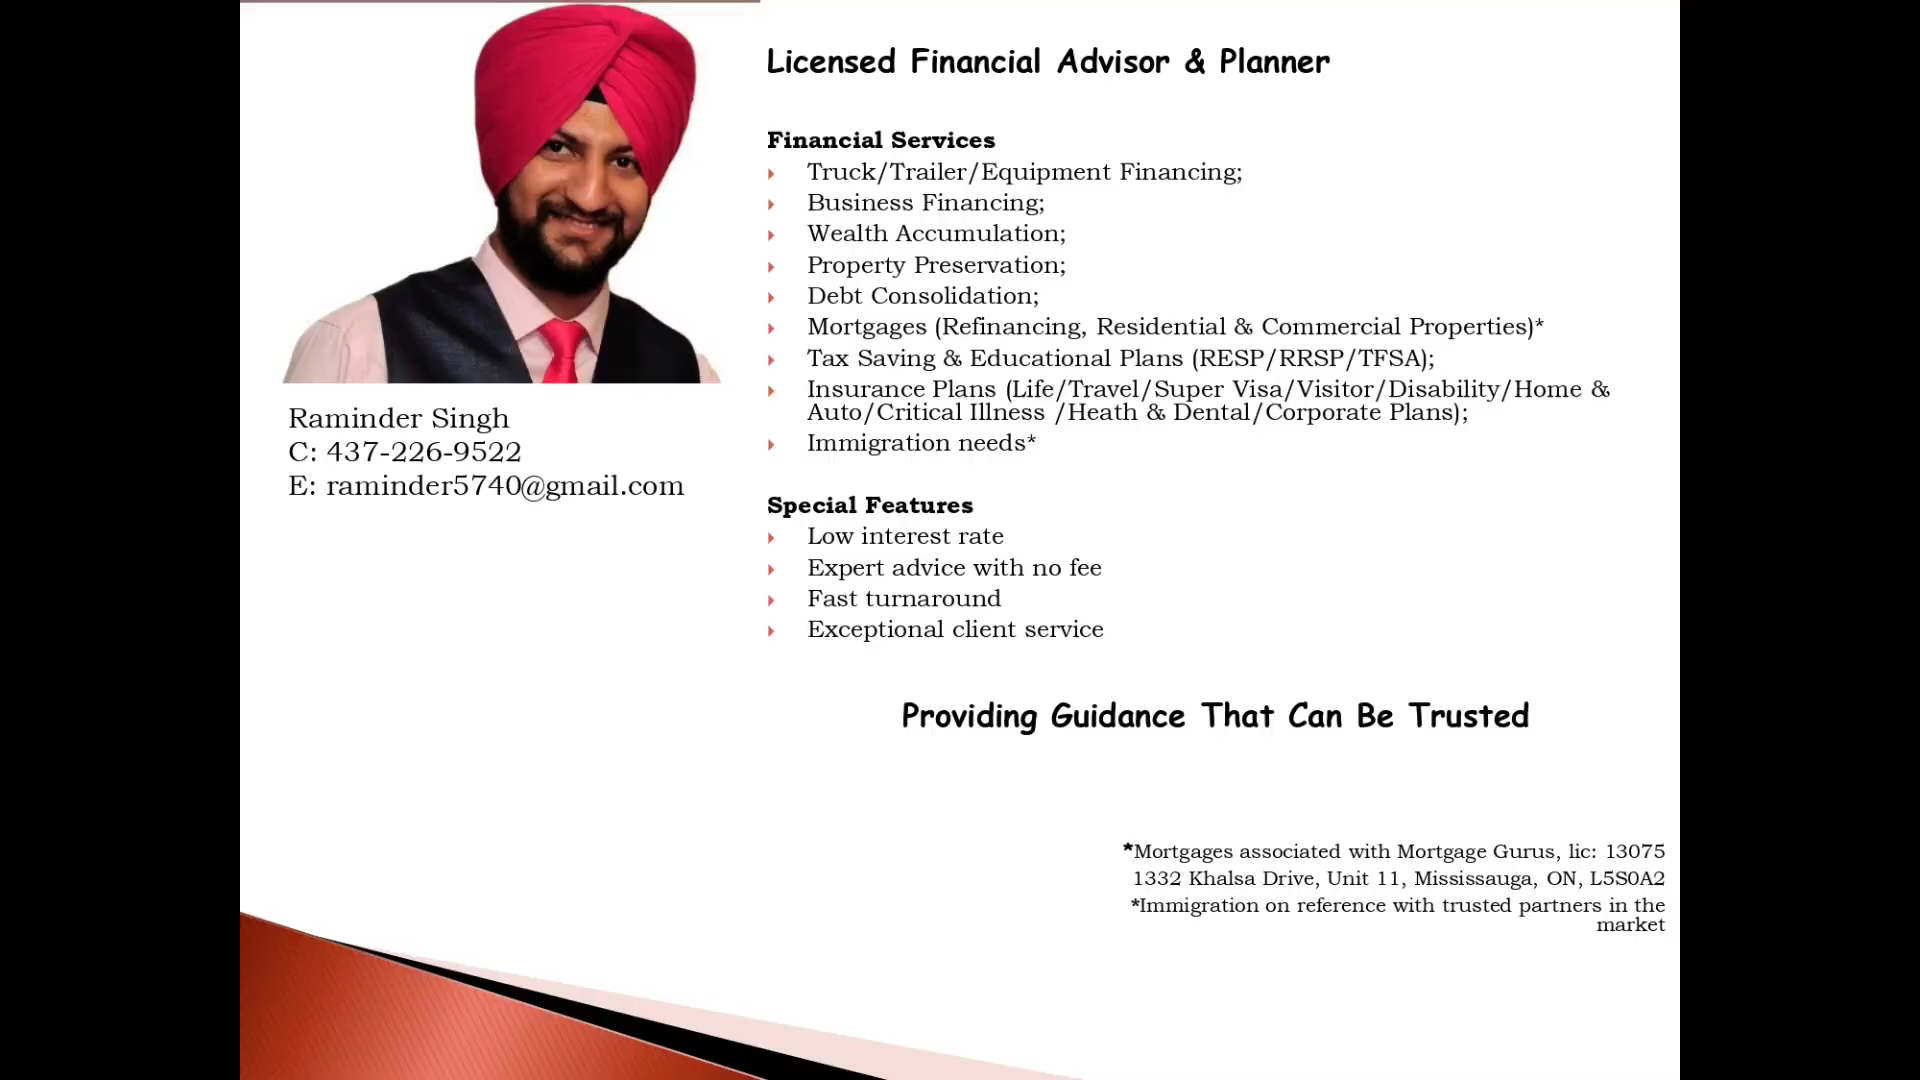 Licensed Financial Advisor & Planner
Financial Services
Truck/Trailer/Equipment Financing;
Business Financing;
Wealth Accumulation;
Property Preservation;
Debt Consolidation;
Mortgages (Refinancing, Residential & Commercial Properties)*
Tax Saving & Educational Plans (RESP/RRSP/TFSA);
Insurance Plans (Life/Travel/Super Visa/Visitor/Disability/Home &
Auto/Critical Illness /Heath & Dental/Corporate Plans);
Immigration needs*
Raminder Singh
C: 437-226-9522
E: raminder5740@gmail.com
Special Features
Low interest rate
Expert advice with no fee
Fast turnaround
Exceptional client service
Providing Guidance That Can Be Trusted
*Mortgages associated with Mortgage Gurus, lic: 13075
1332 Khalsa Drive, Unit 11, Mississauga, ON, L5S0A2
*Immigration on reference with trusted partners in the
market